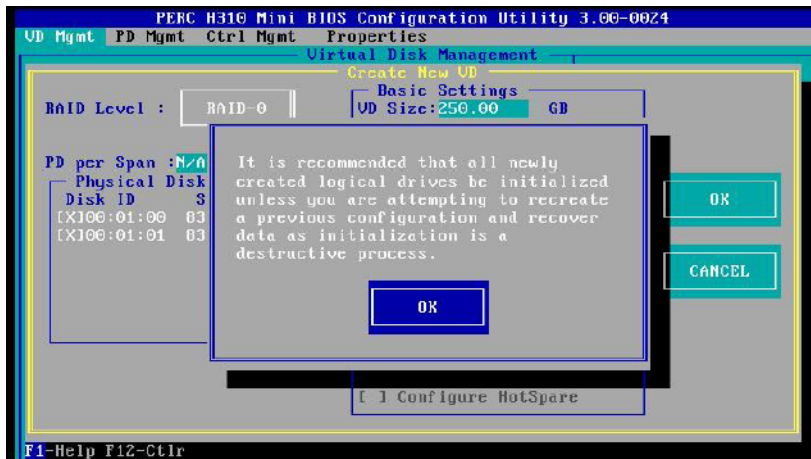 PERC H310 Mini BIOS Configuration Utility 3.00-0024
VD Mgmt PD Mgmt Ctrl Mgmt Properties
Virtual Disk Management
Create New VD
Basic Settings
RAID Level : RAID-0 VD Size:250.00 GB
PD per Span :N/A
Physical Disk
Disk ID S
[X]00:01:00 83
[X]00:01:01 83
It is recommended that all newly
created logical drives be initialized
unless you are attempting to recreate
a previous configuration and recover
data as initialization is a
destructive process.
OK
OK
CANCEL
[ ] Configure HotSpare
F1-Help F12-Ctlr